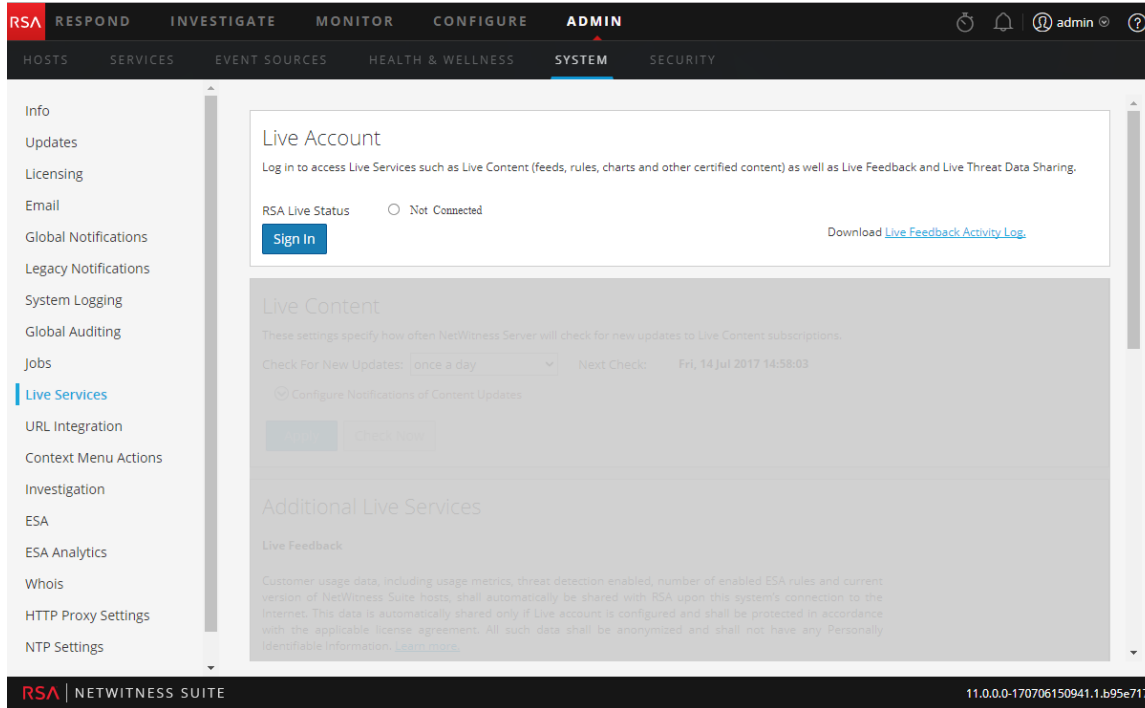 RSA RESPOND INVESTIGATE MONITOR CONFIGURE ADMIN admin ?
HOSTS SERVICES EVENT SOURCES HEALTH & WELLNESS SYSTEM SECURITY
Info
Updates
Licensing
Email
Global Notifications
Legacy Notifications
System Logging
Global Auditing
Jobs
Live Services
URL Integration
Context Menu Actions
Investigation
ESA
ESA Analytics
Whois
HTTP Proxy Settings
NTP Settings
Live Account
Log in to access Live Services such as Live Content (feeds, rules, charts and other certified content) as well as Live Feedback and Live Threat Data Sharing.
RSA Live Status Not Connected
Sign In
Download Live Feedback Activity Log.
Live Content
These settings specify how often NetWitness Server will check for new updates to Live Content subscriptions.
Check For New Updates: once a day Next Check: Fri, 14 Jul 2017 14:58:03
Configure Notifications of Content Updates
Apply Check Now
Additional Live Services
Live Feedback
Customer usage data, including usage metrics, threat detection enabled, number of enabled ESA rules and current
version of NetWitness Suite hosts, shall automatically be shared with RSA upon this system's connection to the
Internet. This data is automatically shared only if Live account is configured and shall be protected in accordance
with the applicable license agreement. All such data shall be anonymized and shall not have any Personally
Identifiable Information. Learn more.
RSA NETWITNESS SUITE
11.0.0.0-170706150941.1.b95e717